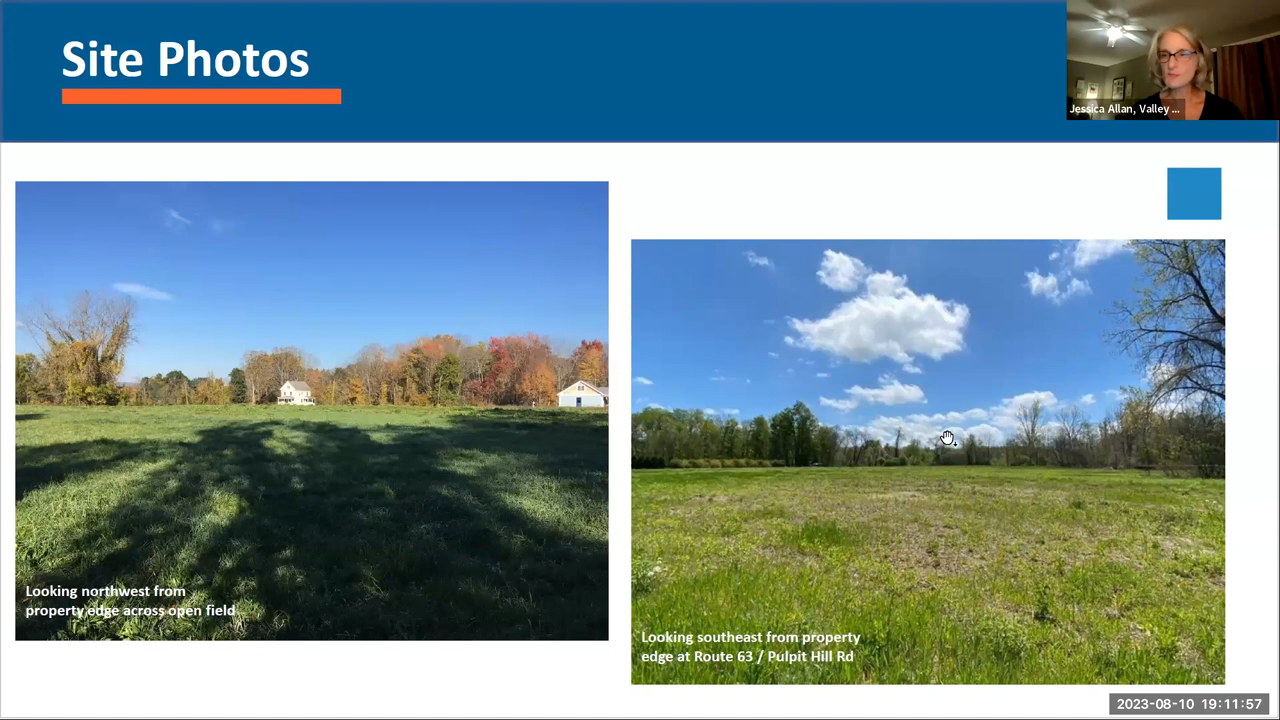 Site Photos
Jessica Allan, Valley ...
Looking northwest from
property edge across open field
Looking southeast from property
edge at Route 63 / Pulpit Hill Rd
2023-08-10 19:11:57